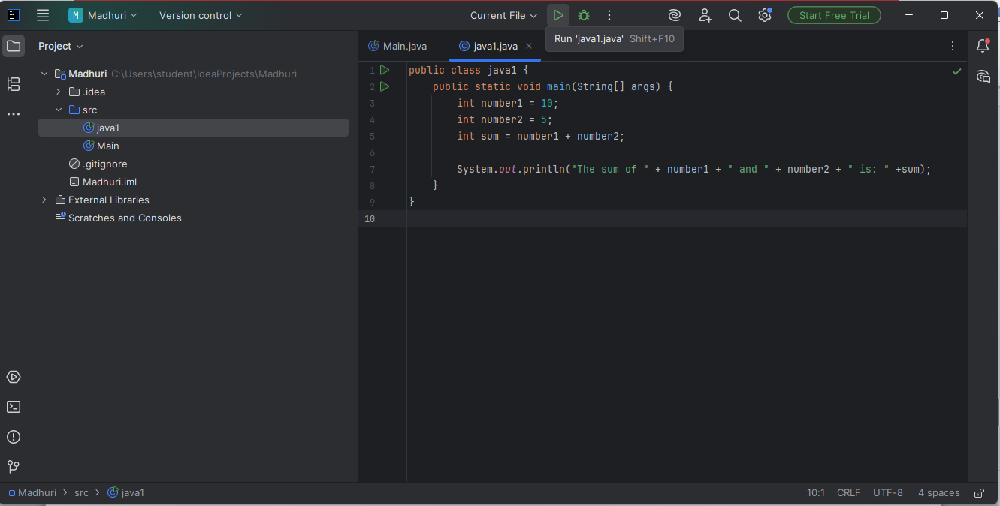 M Madhuri Version control Current File Start Free Trial
Run 'java1.java' Shift+F10
Project
Main.java java1.java
Madhuri C:\Users\student\IdeaProjects\Madhuri
.idea
src
java1
Main
.gitignore
Madhuri.iml
External Libraries
Scratches and Consoles
1 public class java1 {
2     public static void main(String[] args) {
3         int number1 = 10;
4         int number2 = 5;
5         int sum = number1 + number2;
6
7         System.out.println("The sum of " + number1 + " and " + number2 + " is: " +sum);
8     }
9 }
10
Madhuri > src > java1 10:1 CRLF UTF-8 4 spaces